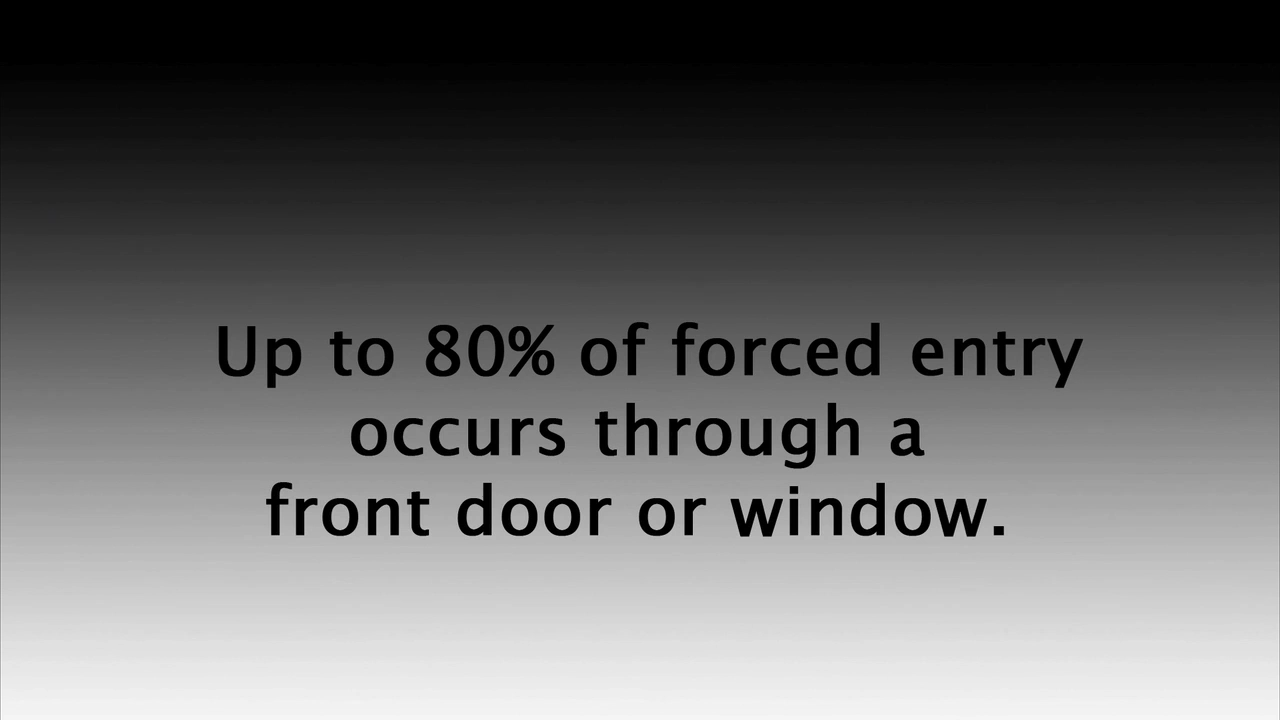 Up to 80% of forced entry
occurs through a
front door or window.